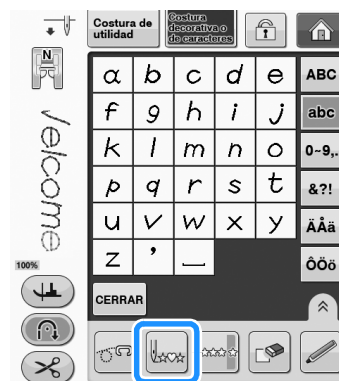 Costura de utilidad
Costura decorativa o de caracteres
N
a b c d e
ABC
f g h i j
abc
k l m n o
0~9,.
p q r s t
&?!
u v w x y
ÄÅä
z ' _
ÔÖö
Welcome
100%
CERRAR